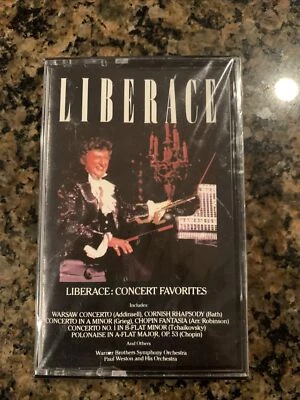 LIBERACE
LIBERACE: CONCERT FAVORITES
Includes:
WARSAW CONCERTO (Addinsell), CORNISH RHAPSODY (Bath)
CONCERTO IN A MINOR (Grieg), CHOPIN FANTASIA (Arr. Robinson)
CONCERTO NO. 1 IN B-FLAT MINOR (Tchaikovsky)
POLONAISE IN A-FLAT MAJOR, OP. 53 (Chopin)
And Others
Warner Brothers Symphony Orchestra
Paul Weston and His Orchestra